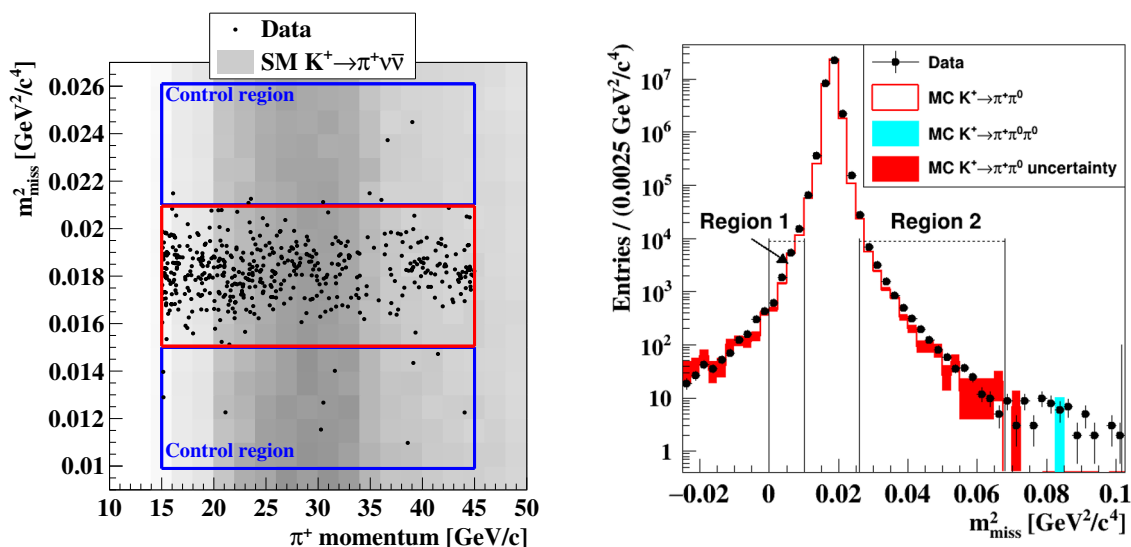 Data
SM K⁺→π⁺νν̄
m²miss [GeV²/c⁴]
0.026
0.024
0.022
0.02
0.018
0.016
0.014
0.012
0.01
Control region
Control region
10 15 20 25 30 35 40 45 50
π⁺ momentum [GeV/c]
Entries / (0.0025 GeV²/c⁴)
10⁷
10⁶
10⁵
10⁴
10³
10²
10
1
Data
MC K⁺→π⁺π⁰
MC K⁺→π⁺π⁰π⁰
MC K⁺→π⁺π⁰ uncertainty
Region 1
Region 2
−0.02 0 0.02 0.04 0.06 0.08 0.1
m²miss [GeV²/c⁴]